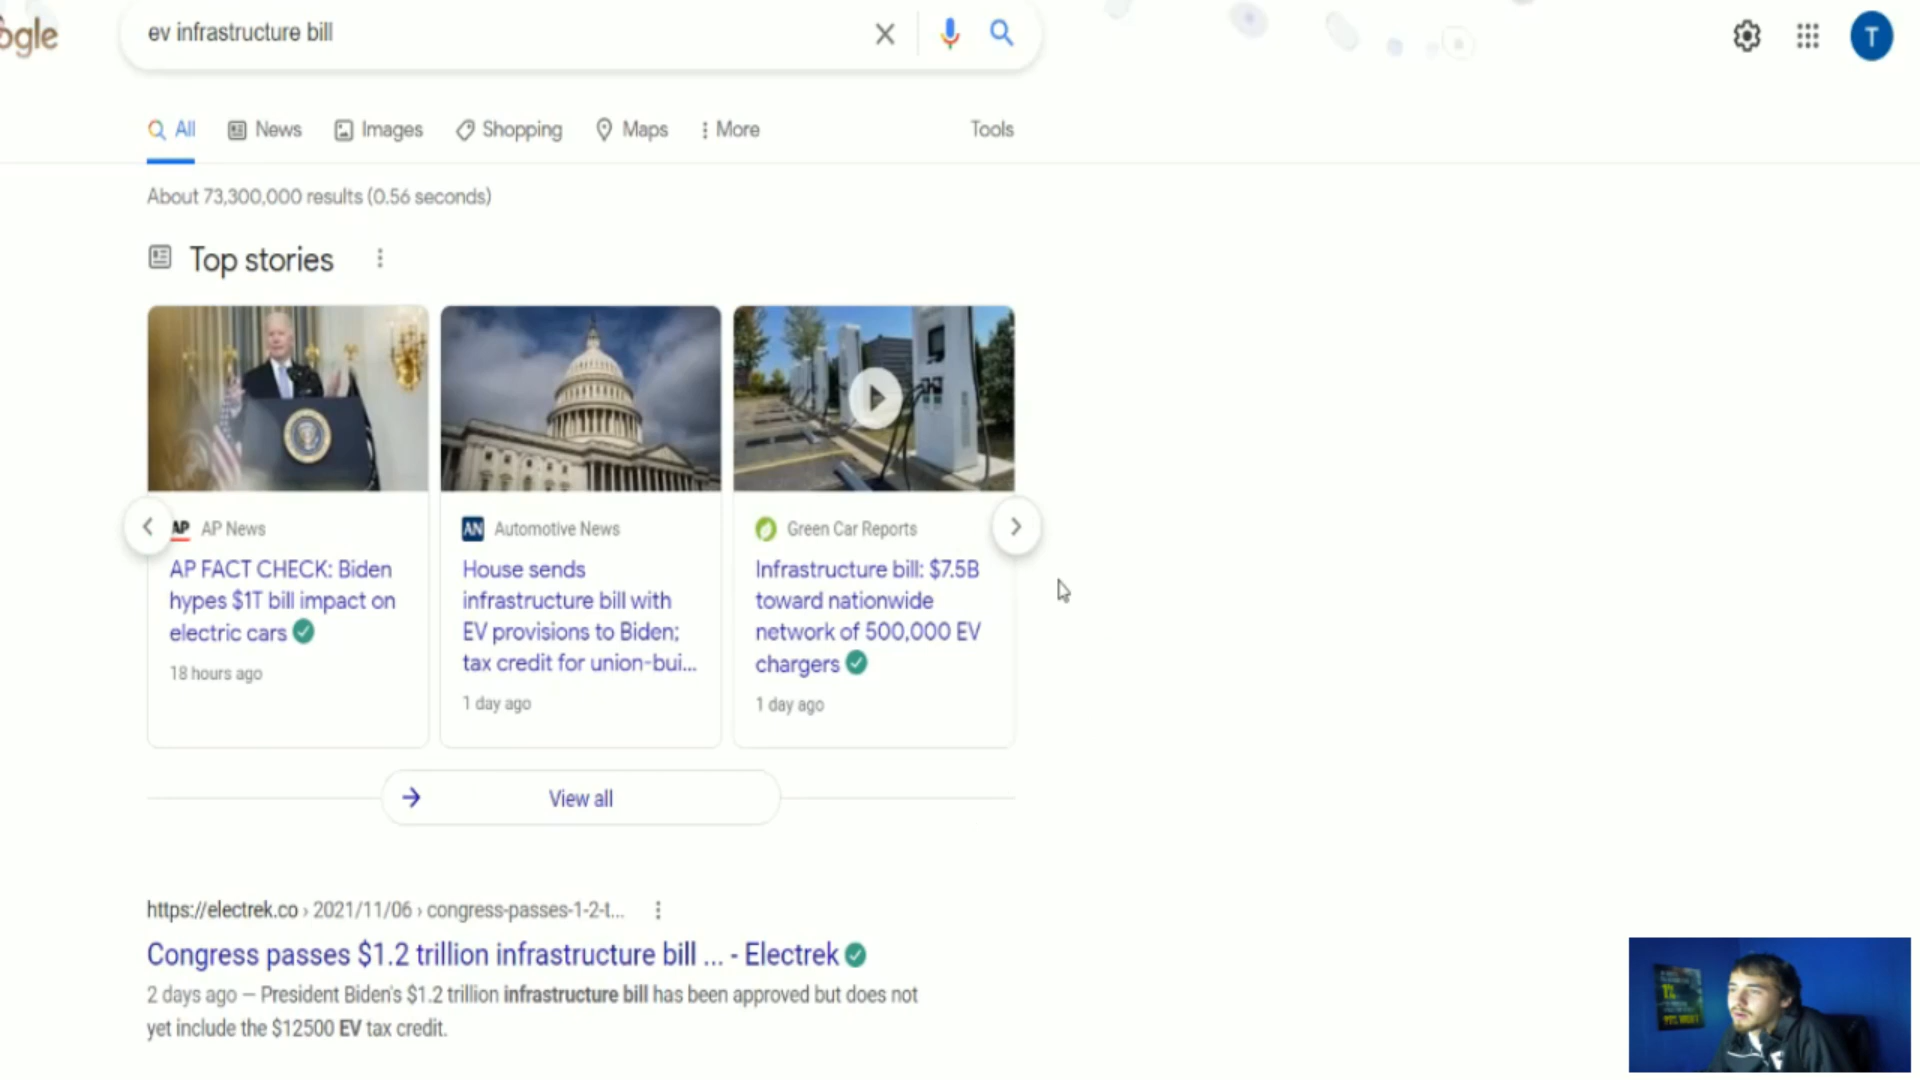 ogle
ev infrastructure bill
T
All
News
Images
Shopping
Maps
More
Tools
About 73,300,000 results (0.56 seconds)
Top stories
AP AP News
AP FACT CHECK: Biden
hypes $1T bill impact on
electric cars
18 hours ago
AN Automotive News
House sends
infrastructure bill with
EV provisions to Biden;
tax credit for union-bui...
1 day ago
Green Car Reports
Infrastructure bill: $7.5B
toward nationwide
network of 500,000 EV
chargers
1 day ago
View all
https://electrek.co › 2021/11/06 › congress-passes-1-2-t...
Congress passes $1.2 trillion infrastructure bill ... - Electrek
2 days ago — President Biden's $1.2 trillion infrastructure bill has been approved but does not
yet include the $12500 EV tax credit.
1%